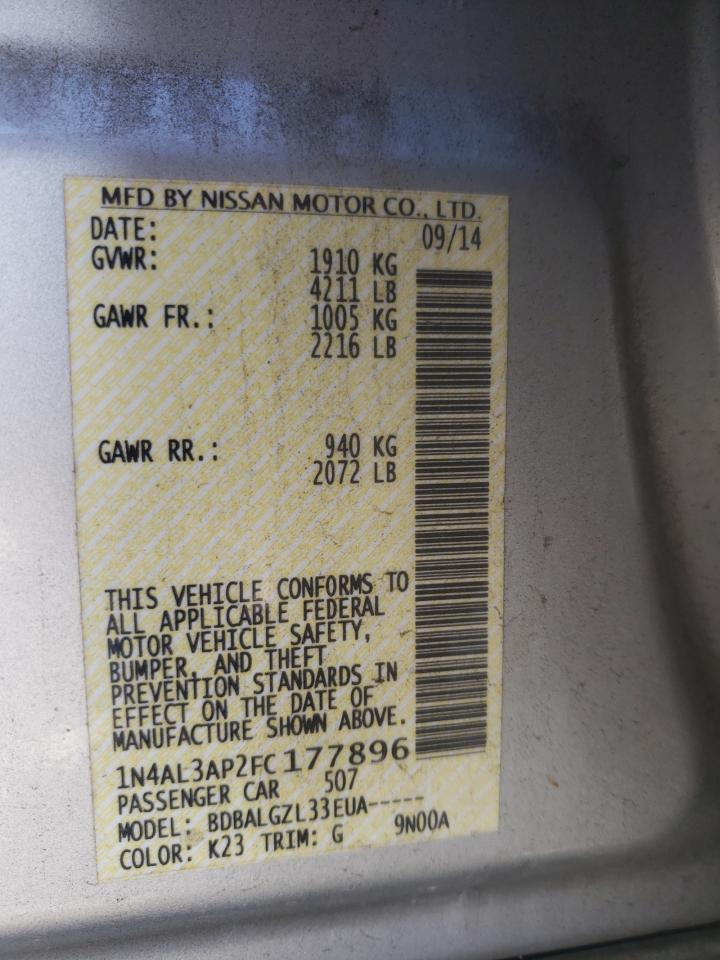 MFD BY NISSAN MOTOR CO., LTD.
DATE: 09/14
GVWR: 1910 KG
4211 LB
GAWR FR.: 1005 KG
2216 LB
GAWR RR.: 940 KG
2072 LB
THIS VEHICLE CONFORMS TO
ALL APPLICABLE FEDERAL
MOTOR VEHICLE SAFETY,
BUMPER, AND THEFT
PREVENTION STANDARDS IN
EFFECT ON THE DATE OF
MANUFACTURE SHOWN ABOVE.
1N4AL3AP2FC177896
PASSENGER CAR 507
MODEL: BDBALGZL33EUA-----
COLOR: K23 TRIM: G 9N00A